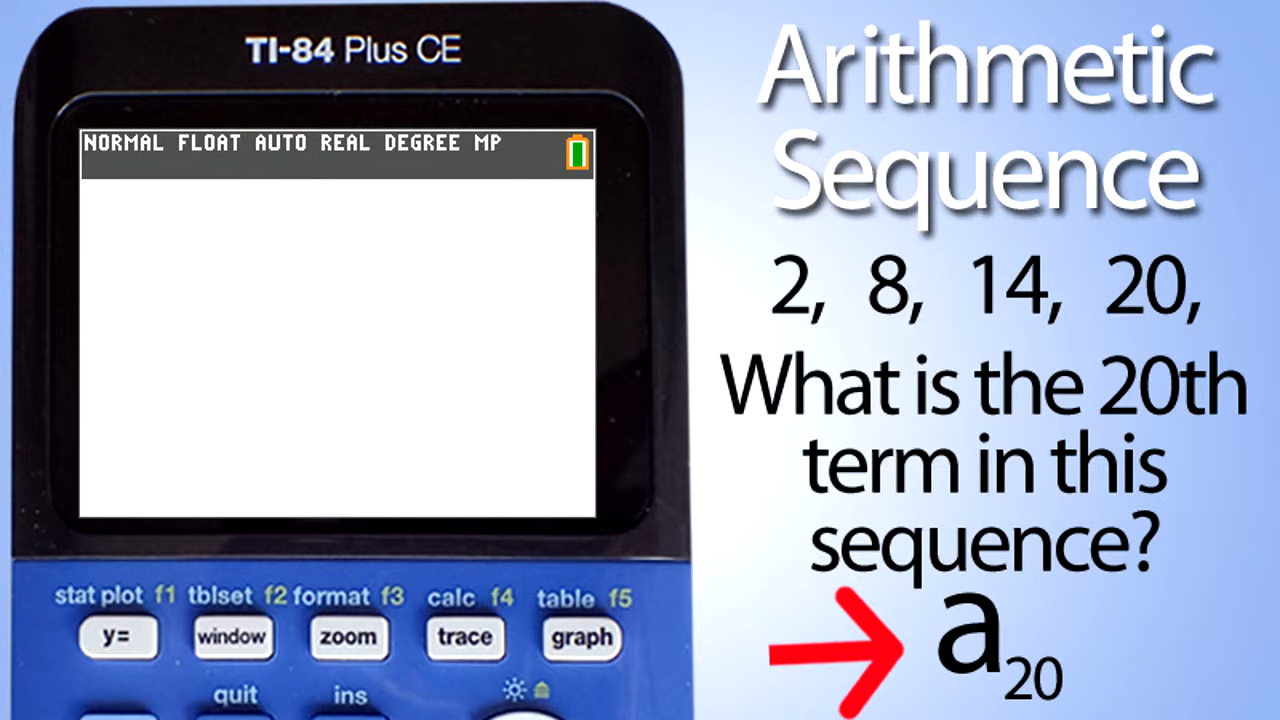 TI-84 Plus CE
NORMAL FLOAT AUTO REAL DEGREE MP
stat plot f1 tblset f2 format f3 calc f4 table f5
y= window zoom trace graph
quit ins
Arithmetic
Sequence
2, 8, 14, 20,
What is the 20th
term in this
sequence?
a₂₀